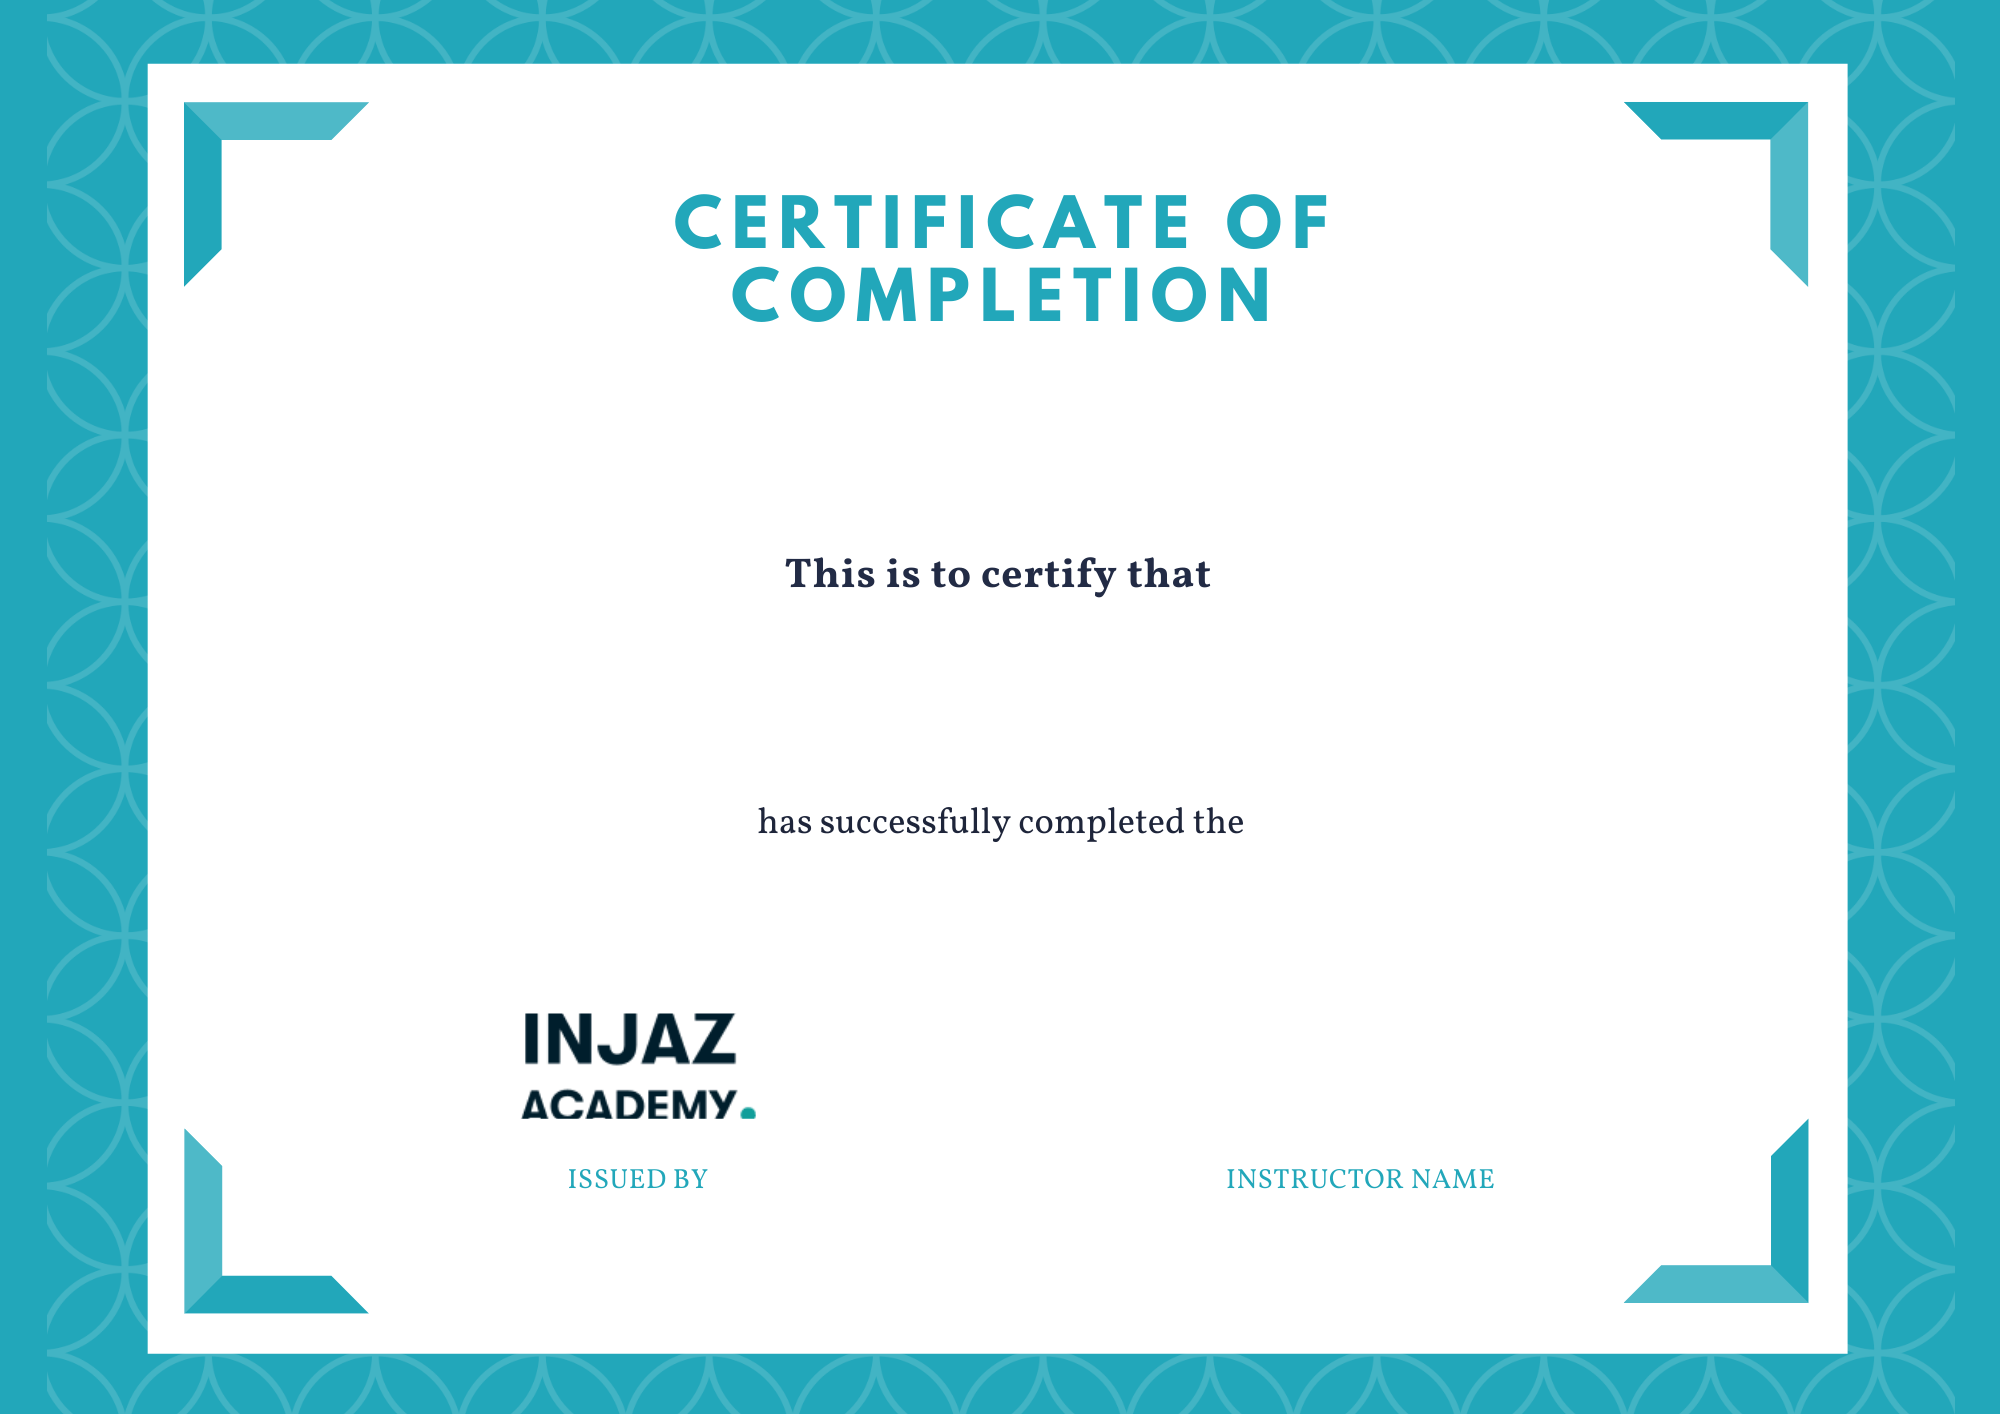 CERTIFICATE OF
COMPLETION
This is to certify that
has successfully completed the
INJAZ
ACADEMY.
ISSUED BY
INSTRUCTOR NAME